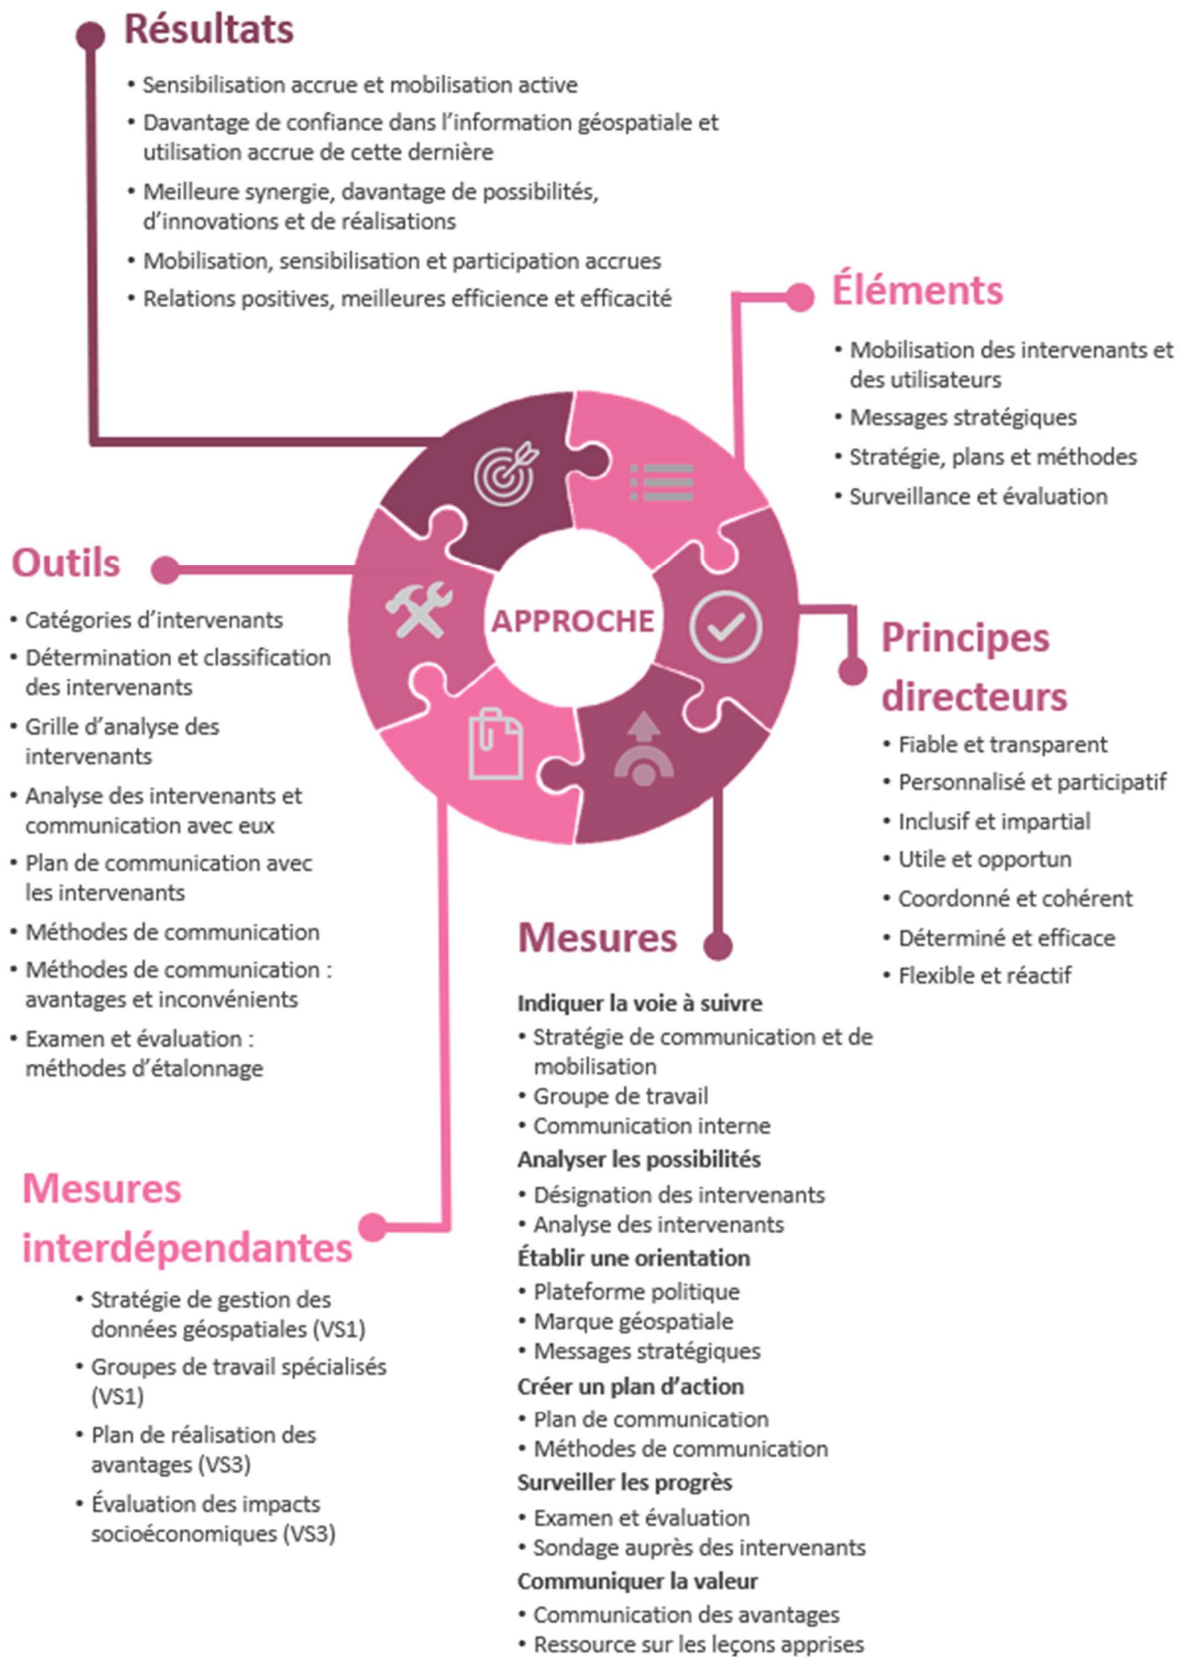 Résultats
• Sensibilisation accrue et mobilisation active
• Davantage de confiance dans l'information géospatiale et
utilisation accrue de cette dernière
• Meilleure synergie, davantage de possibilités,
d'innovations et de réalisations
• Mobilisation, sensibilisation et participation accrues
• Relations positives, meilleures efficience et efficacité
Éléments
• Mobilisation des intervenants et
des utilisateurs
• Messages stratégiques
• Stratégie, plans et méthodes
• Surveillance et évaluation
APPROCHE
Principes
directeurs
• Fiable et transparent
• Personnalisé et participatif
• Inclusif et impartial
• Utile et opportun
• Coordonné et cohérent
• Déterminé et efficace
• Flexible et réactif
Outils
• Catégories d'intervenants
• Détermination et classification
des intervenants
• Grille d'analyse des
intervenants
• Analyse des intervenants et
communication avec eux
• Plan de communication avec
les intervenants
• Méthodes de communication
• Méthodes de communication :
avantages et inconvénients
• Examen et évaluation :
méthodes d'étalonnage
Mesures
Indiquer la voie à suivre
• Stratégie de communication et de
mobilisation
• Groupe de travail
• Communication interne
Analyser les possibilités
• Désignation des intervenants
• Analyse des intervenants
Établir une orientation
• Plateforme politique
• Marque géospatiale
• Messages stratégiques
Créer un plan d'action
• Plan de communication
• Méthodes de communication
Surveiller les progrès
• Examen et évaluation
• Sondage auprès des intervenants
Communiquer la valeur
• Communication des avantages
• Ressource sur les leçons apprises
Mesures
interdépendantes
• Stratégie de gestion des
données géospatiales (VS1)
• Groupes de travail spécialisés
(VS1)
• Plan de réalisation des
avantages (VS3)
• Évaluation des impacts
socioéconomiques (VS3)